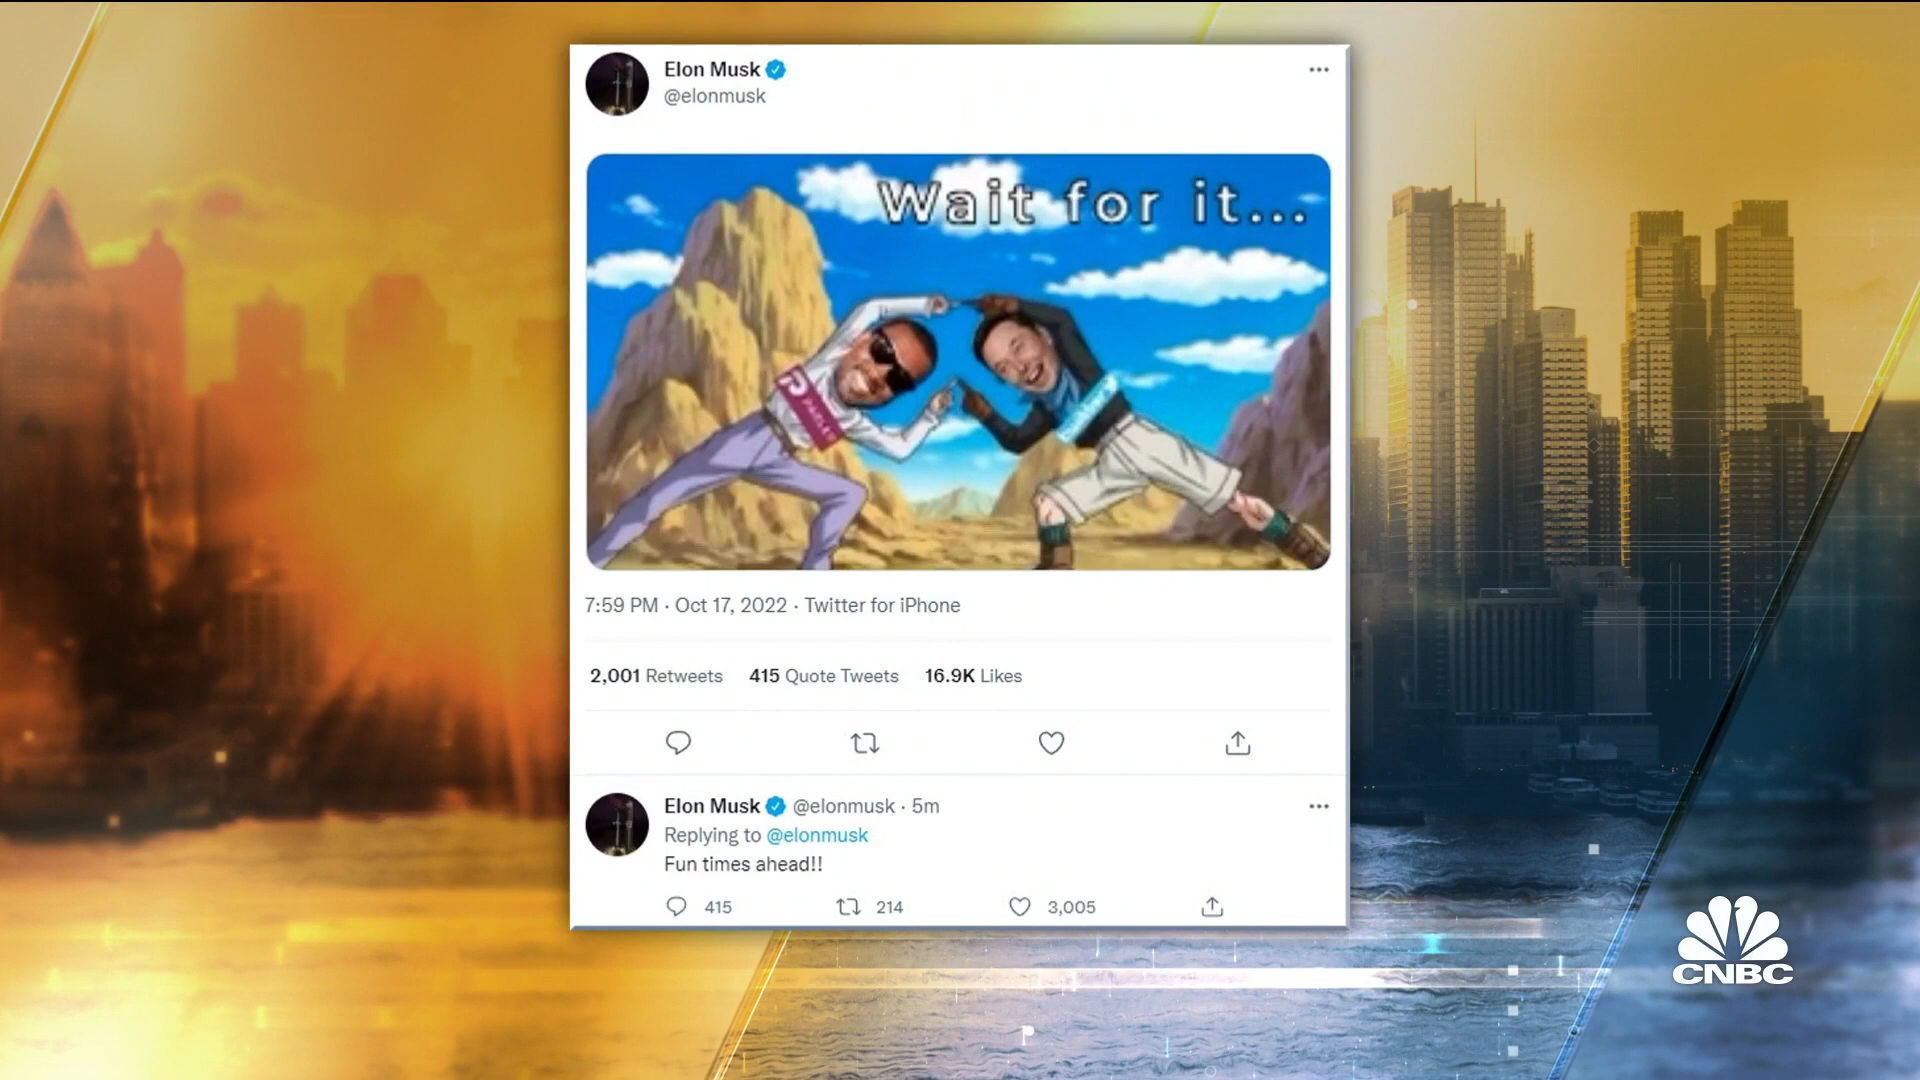 Elon Musk
@elonmusk
Wait for it...
PARLER
7:59 PM · Oct 17, 2022 · Twitter for iPhone
2,001 Retweets 415 Quote Tweets 16.9K Likes
Elon Musk @elonmusk · 5m
Replying to @elonmusk
Fun times ahead!!
415 214 3,005
CNBC